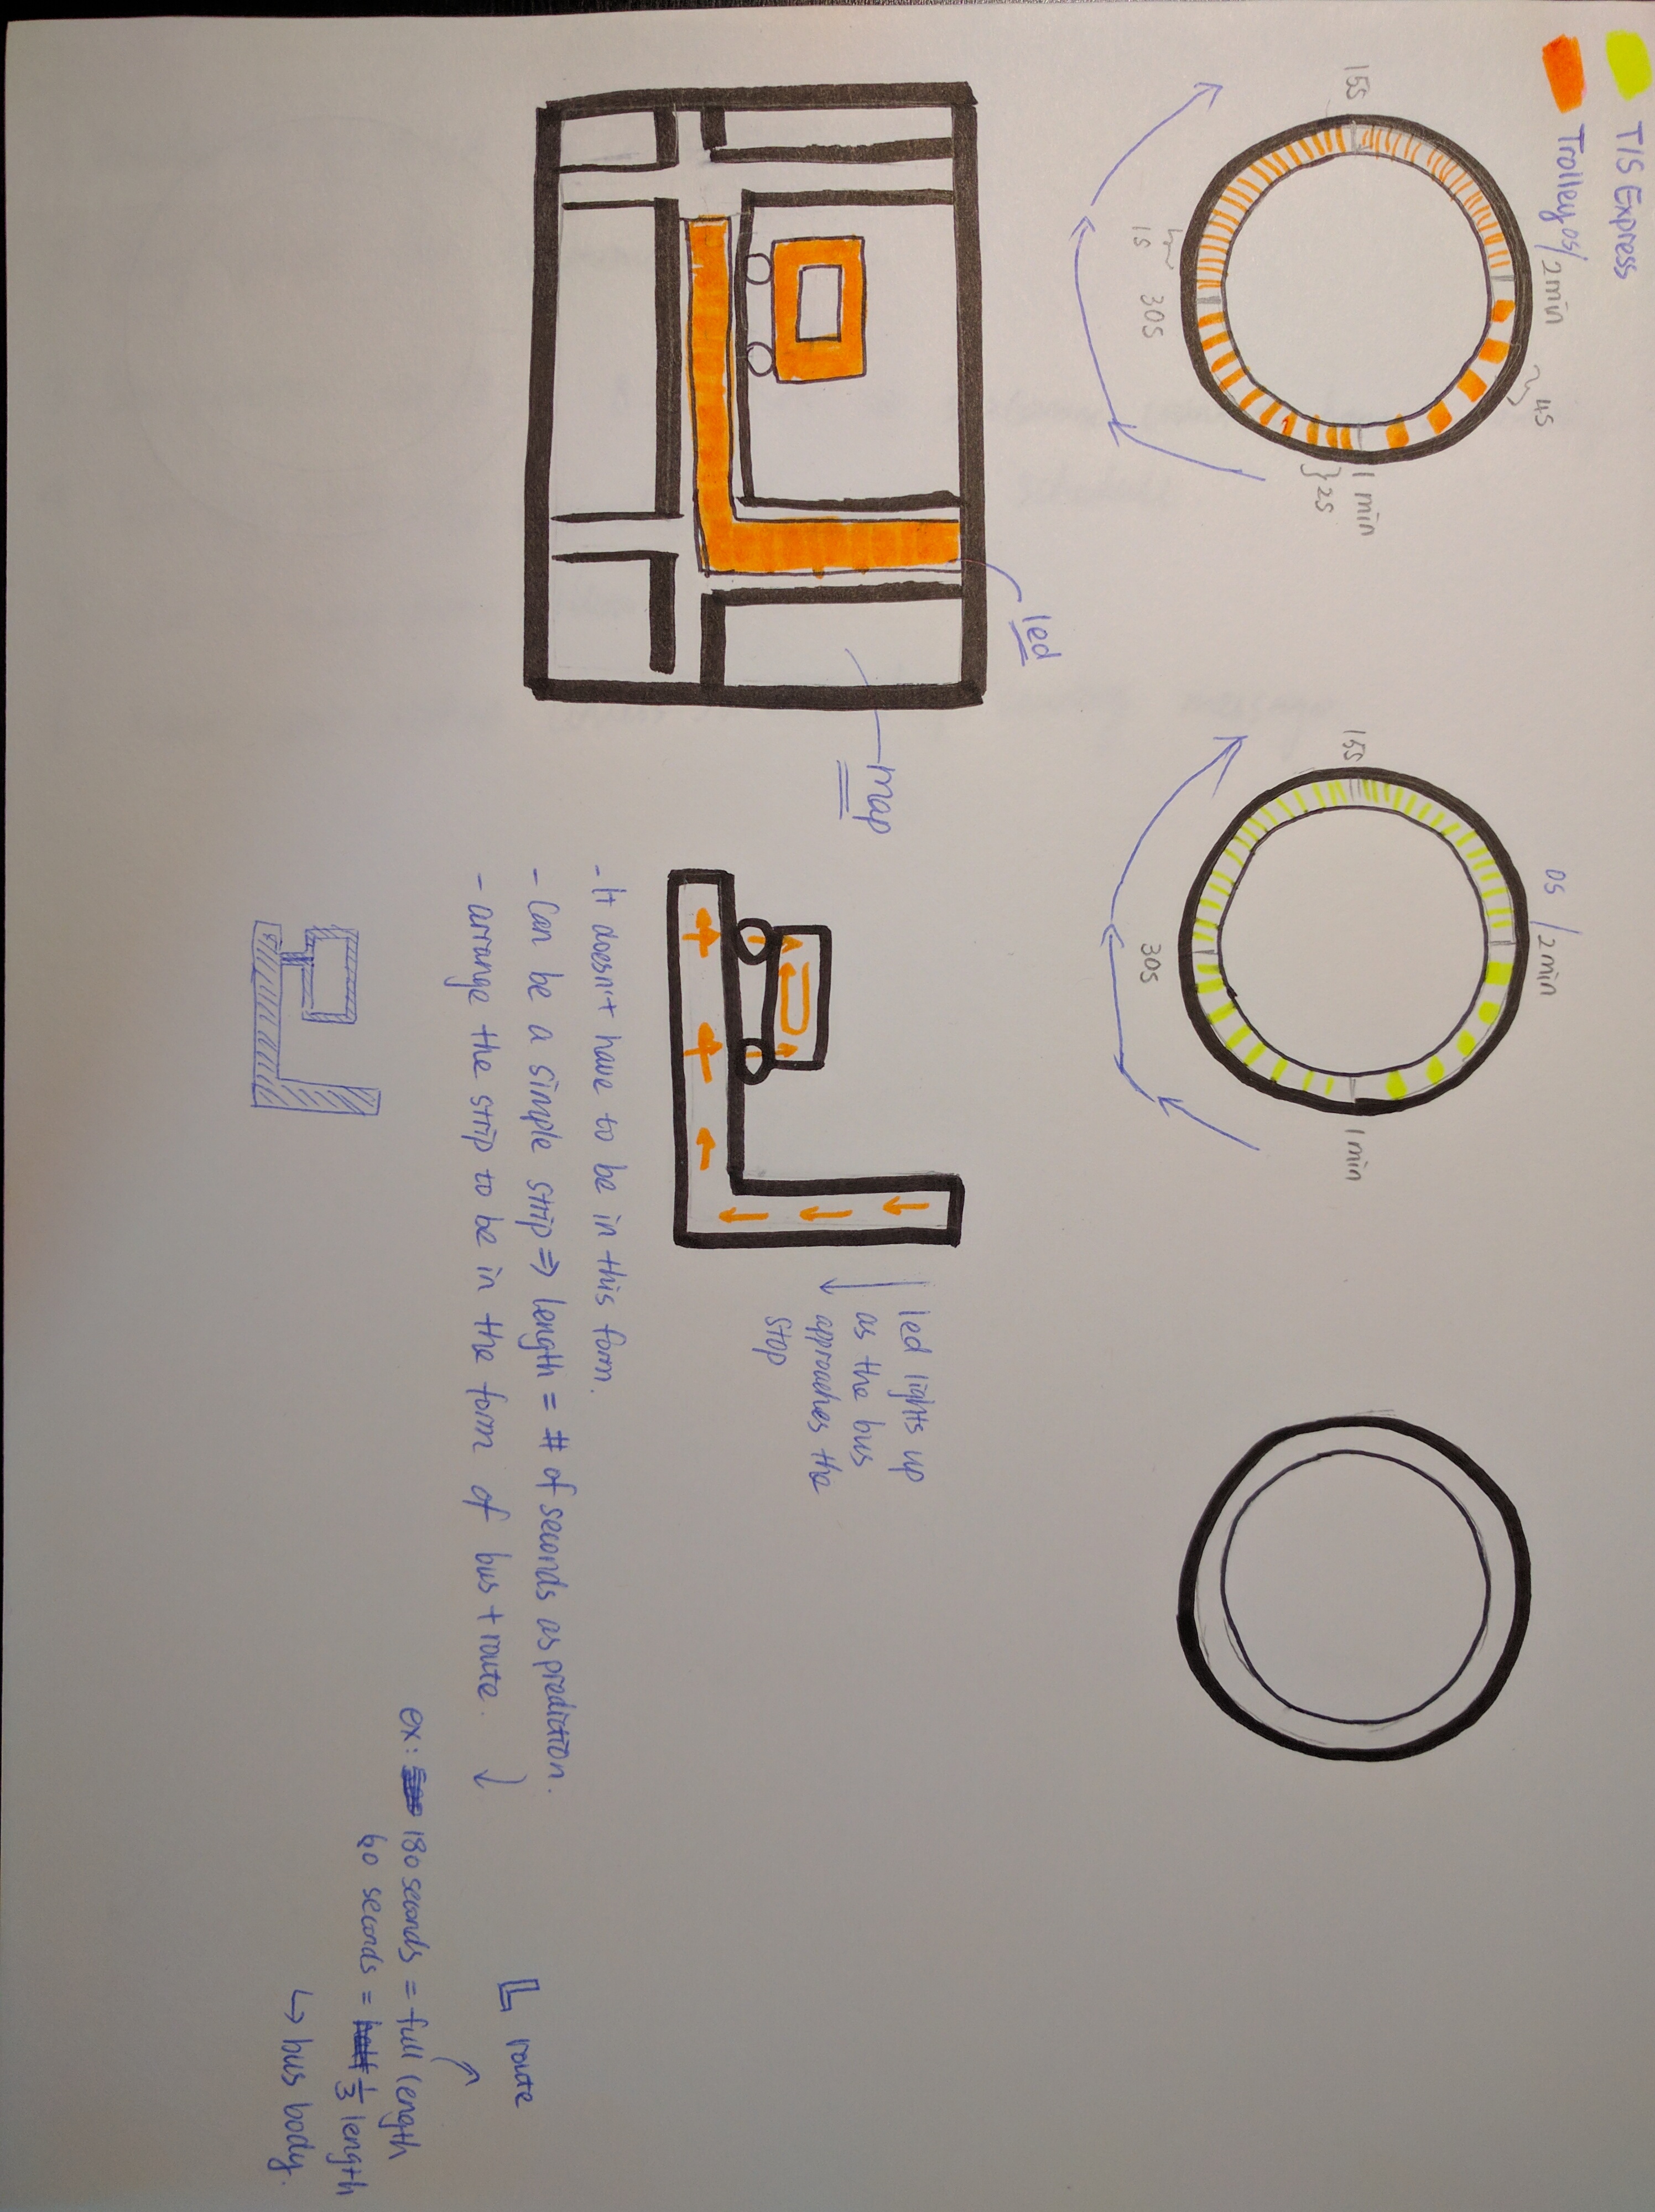 TIS Express
Trolley
0s/2min
15s
4s
1 min
} 2s
1s
30s
0s / 2min
15s
1 min
30s
led
map
led lights up
as the bus
approaches the
stop
- It doesn't have to be in this form.
- Can be a simple strip ⇒ length = # of seconds as prediction.
- arrange the strip to be in the form of bus + route. ↓
route
ex: 180 seconds = full length
60 seconds = 1/3 length
↳ bus body.